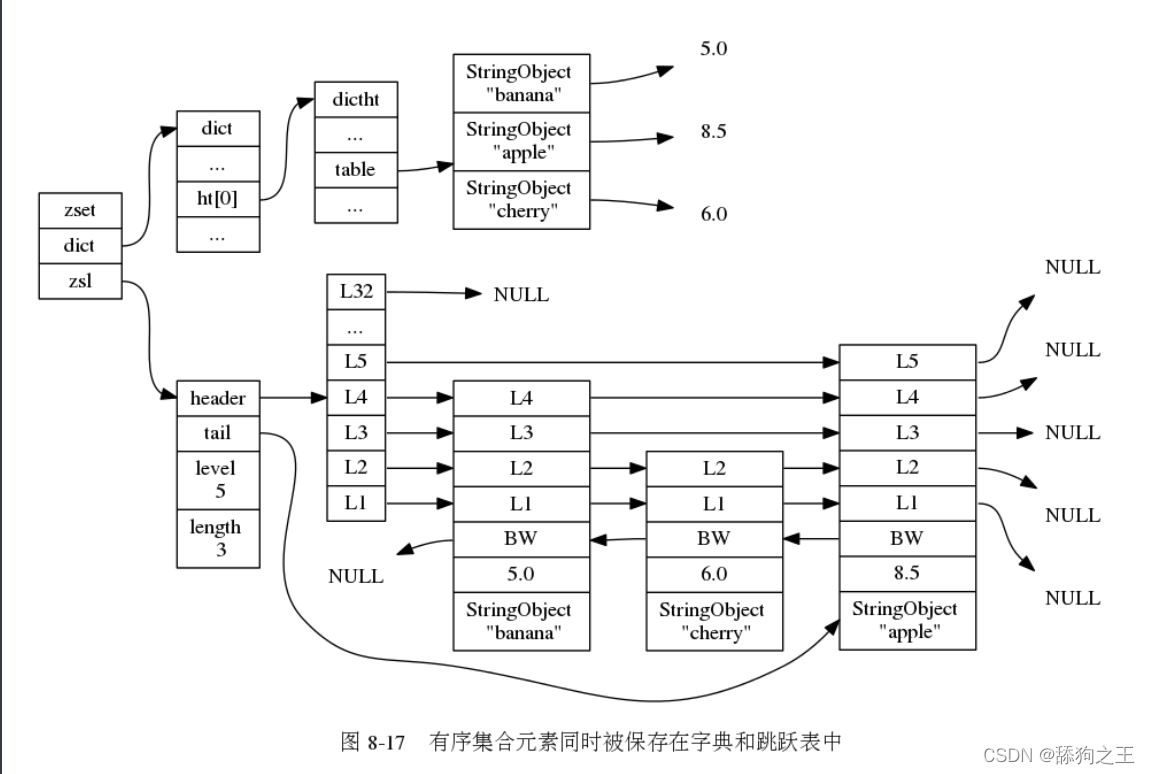 zset
dict
zsl
dict
...
ht[0]
...
dictht
...
table
...
StringObject
"banana"
StringObject
"apple"
StringObject
"cherry"
5.0
8.5
6.0
header
tail
level
5
length
3
L32
...
L5
L4
L3
L2
L1
NULL
NULL
L4
L3
L2
L1
BW
5.0
StringObject
"banana"
L2
L1
BW
6.0
StringObject
"cherry"
L5
L4
L3
L2
L1
BW
8.5
StringObject
"apple"
NULL
NULL
NULL
NULL
NULL
图 8-17 有序集合元素同时被保存在字典和跳跃表中
CSDN @舔狗之王